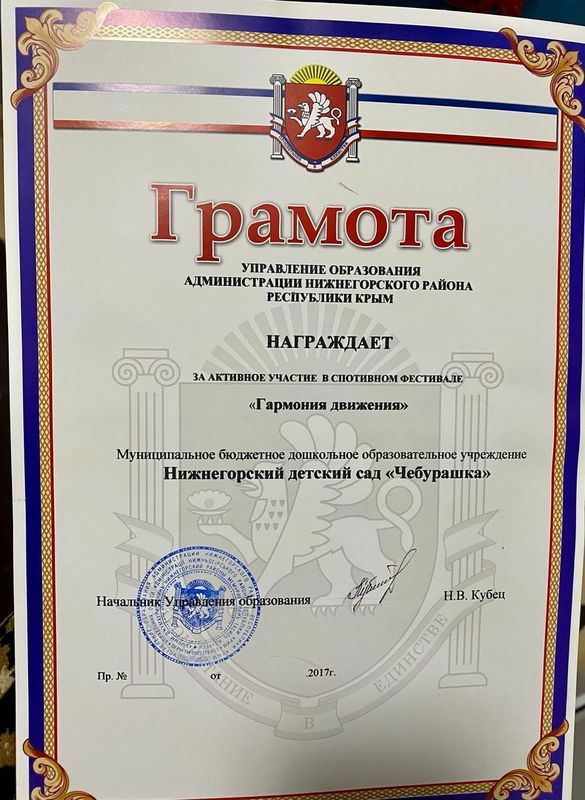 Грамота
УПРАВЛЕНИЕ ОБРАЗОВАНИЯ
АДМИНИСТРАЦИИ НИЖНЕГОРСКОГО РАЙОНА
РЕСПУБЛИКИ КРЫМ
НАГРАЖДАЕТ
ЗА АКТИВНОЕ УЧАСТИЕ В СПОТИВНОМ ФЕСТИВАЛЕ
«Гармония движения»
Муниципальное бюджетное дошкольное образовательное учреждение
Нижнегорский детский сад «Чебурашка»
Начальник Управления образования Н.В. Кубец
Пр. № от .2017г.
В ЕДИНСТВЕ